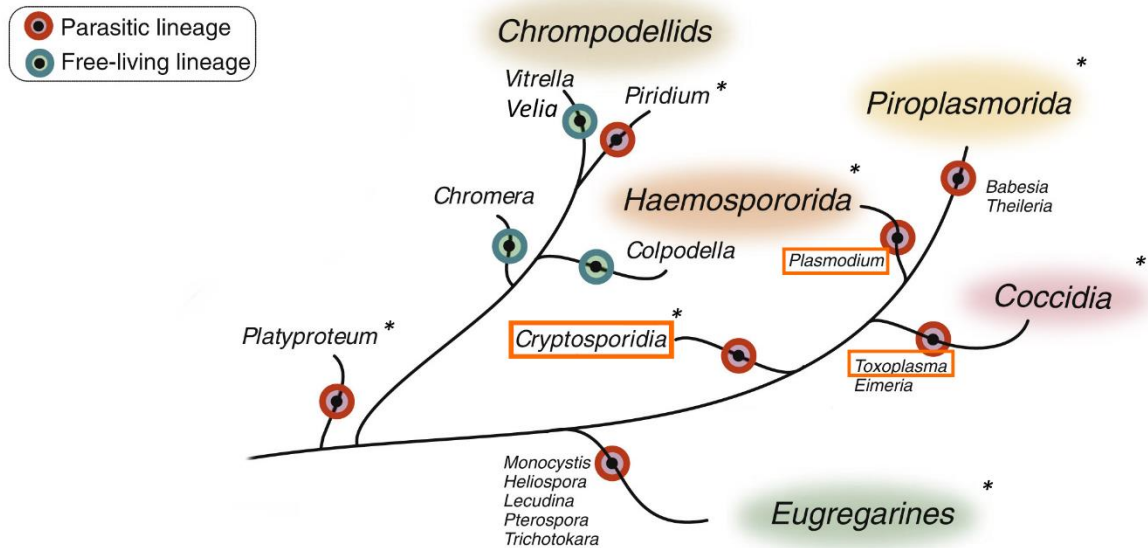 Parasitic lineage
Free-living lineage
Chrompodellids
Vitrella
Velia
Piridium *
Piroplasmorida *
Babesia
Theileria
Chromera
Haemospororida *
Colpodella
Plasmodium
Coccidia *
Platyproteum *
Cryptosporidia *
Toxoplasma
Eimeria
Monocystis
Heliospora
Lecudina
Pterospora
Trichotokara
Eugregarines *